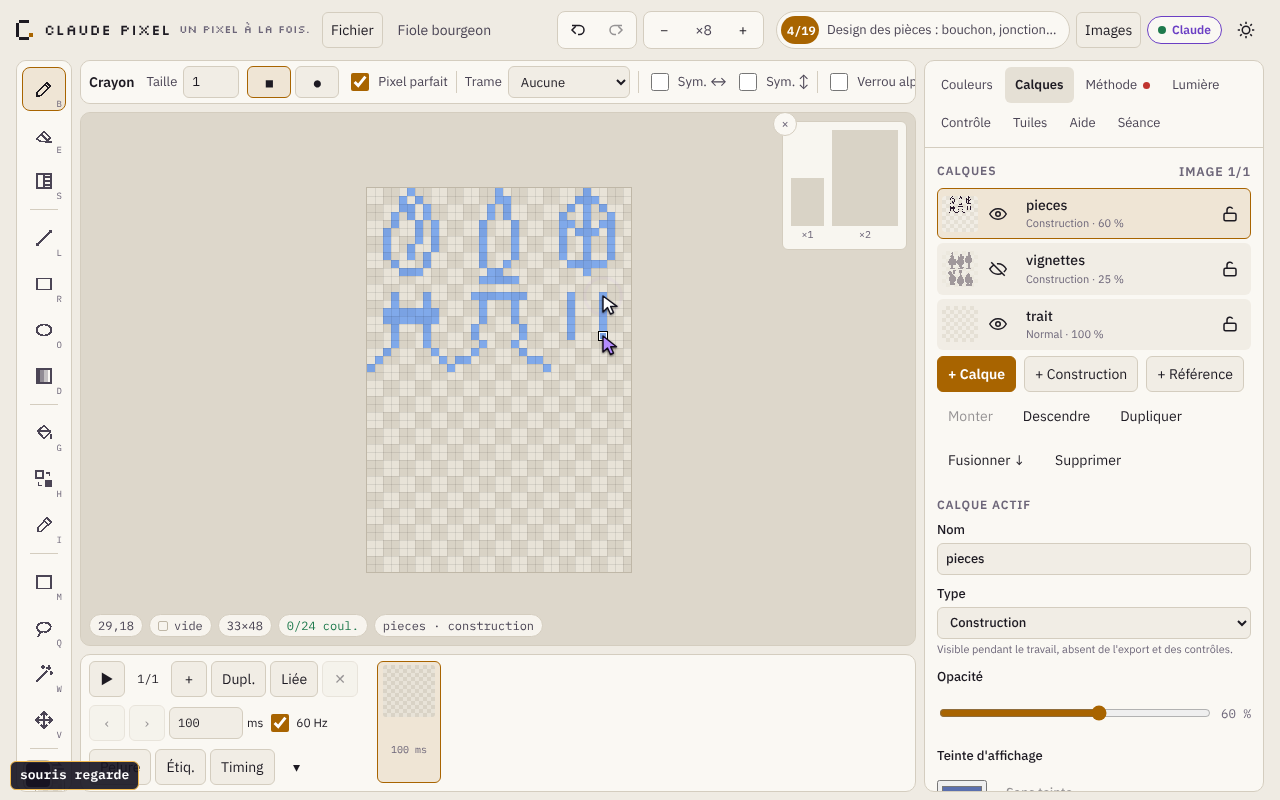 CLAUDE PIXEL UN PIXEL À LA FOIS. Fichier Fiole bourgeon − ×8 + 4/19 Design des pièces : bouchon, jonction... Images Claude
Crayon Taille 1 Pixel parfait Trame Aucune Sym. ↔ Sym. ↕ Verrou alp
B
E
S
L
R
O
D
G
H
I
M
Q
W
V
×
×1 ×2
29,18 vide 33×48 0/24 coul. pieces · construction
1/1 + Dupl. Liée ×
‹ › 100 ms 60 Hz
Étiq. Timing
100 ms
souris regarde
Couleurs Calques Méthode Lumière
Contrôle Tuiles Aide Séance
CALQUES IMAGE 1/1
pieces
Construction · 60 %
vignettes
Construction · 25 %
trait
Normal · 100 %
+ Calque + Construction + Référence
Monter Descendre Dupliquer
Fusionner ↓ Supprimer
CALQUE ACTIF
Nom
pieces
Type
Construction
Visible pendant le travail, absent de l'export et des contrôles.
Opacité
60 %
Teinte d'affichage
Sans teinte